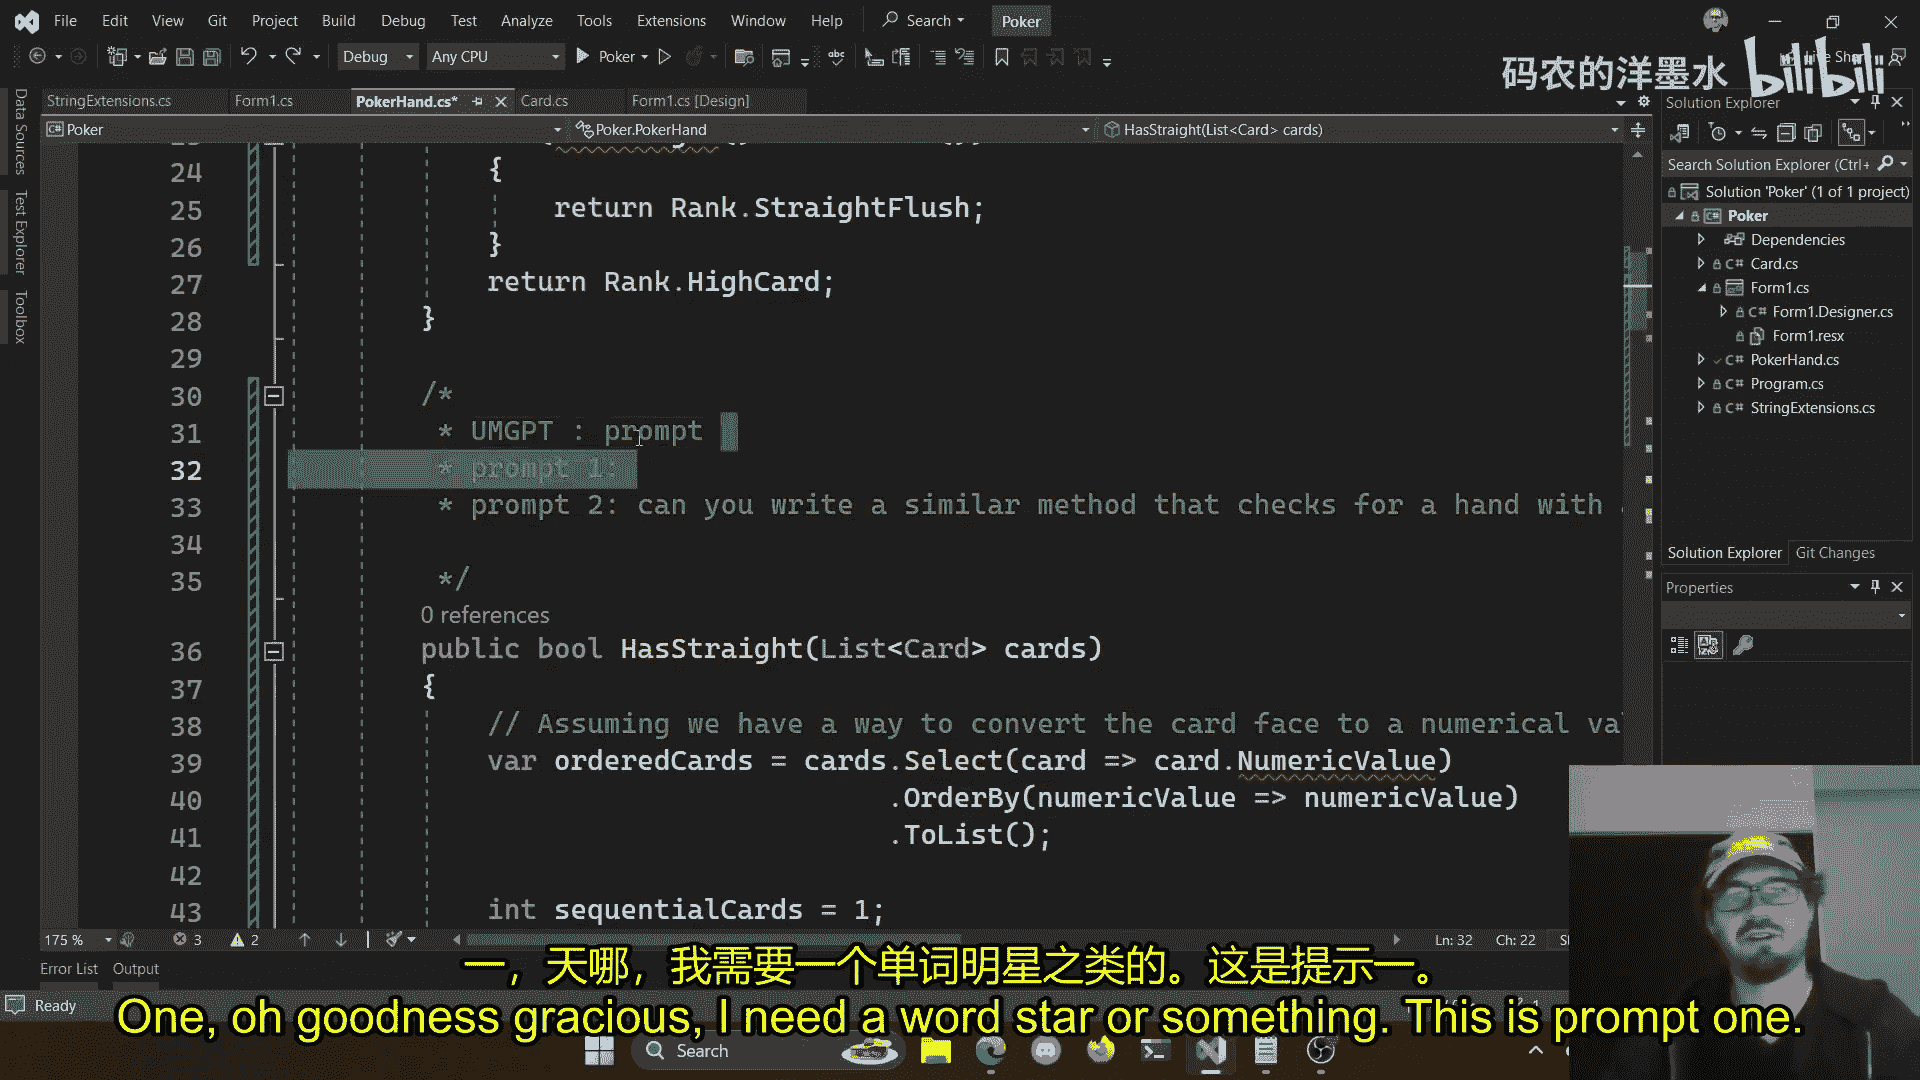 File Edit View Git Project Build Debug Test Analyze Tools Extensions Window Help Search Poker
Debug Any CPU Poker
码农的洋墨水 bilibili
StringExtensions.cs Form1.cs PokerHand.cs* Card.cs Form1.cs [Design]
Poker Poker.PokerHand HasStraight(List<Card> cards)
Data Sources
Test Explorer
Toolbox
24 {
25 return Rank.StraightFlush;
26 }
27 return Rank.HighCard;
28 }
29
30 /*
31 * UMGPT : prompt
32 * prompt 1:
33 * prompt 2: can you write a similar method that checks for a hand with
34
35 */
0 references
36 public bool HasStraight(List<Card> cards)
37 {
38 // Assuming we have a way to convert the card face to a numerical va
39 var orderedCards = cards.Select(card => card.NumericValue)
40 .OrderBy(numericValue => numericValue)
41 .ToList();
42
43 int sequentialCards = 1;
175 % 3 2 Ln: 32 Ch: 22
Error List Output
Ready
Solution Explorer
Search Solution Explorer (Ctrl+
Solution 'Poker' (1 of 1 project)
Poker
Dependencies
C# Card.cs
Form1.cs
C# Form1.Designer.cs
Form1.resx
C# PokerHand.cs
C# Program.cs
C# StringExtensions.cs
Solution Explorer Git Changes
Properties
一，天哪，我需要一个单词明星之类的。这是提示一。
One, oh goodness gracious, I need a word star or something. This is prompt one.
Search